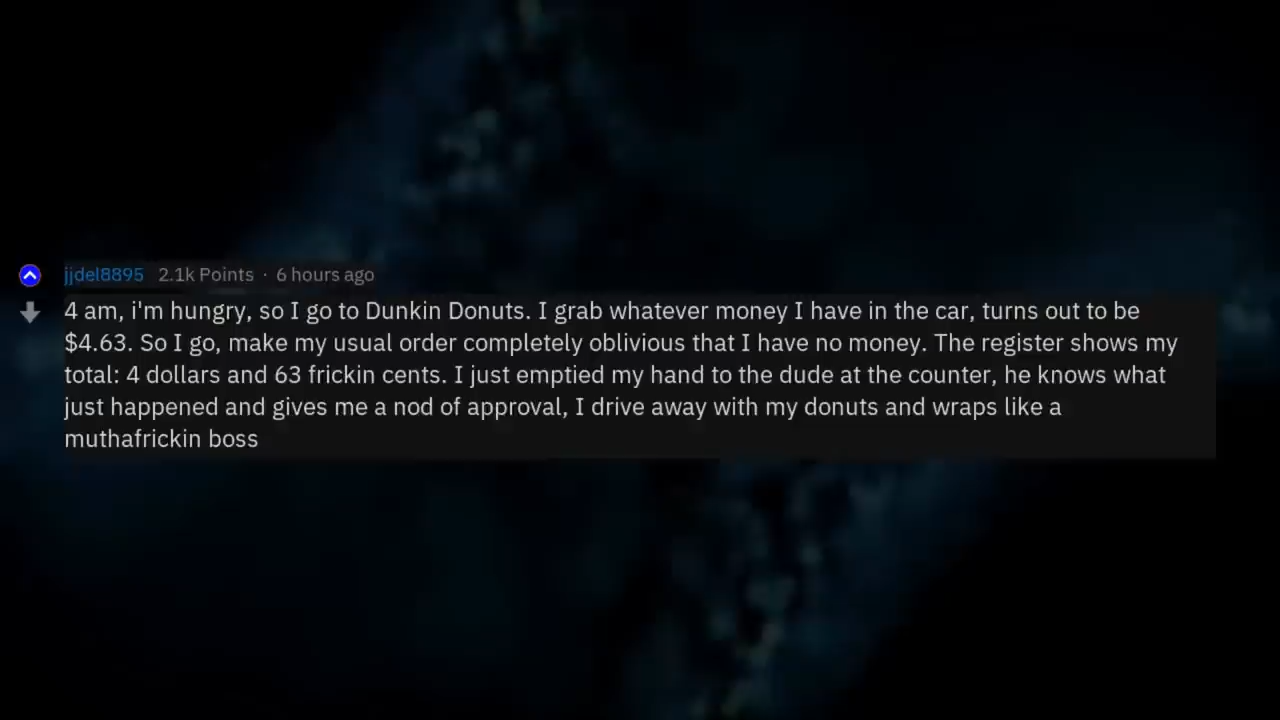 jjdel8895 2.1k Points · 6 hours ago
4 am, i'm hungry, so I go to Dunkin Donuts. I grab whatever money I have in the car, turns out to be
$4.63. So I go, make my usual order completely oblivious that I have no money. The register shows my
total: 4 dollars and 63 frickin cents. I just emptied my hand to the dude at the counter, he knows what
just happened and gives me a nod of approval, I drive away with my donuts and wraps like a
muthafrickin boss